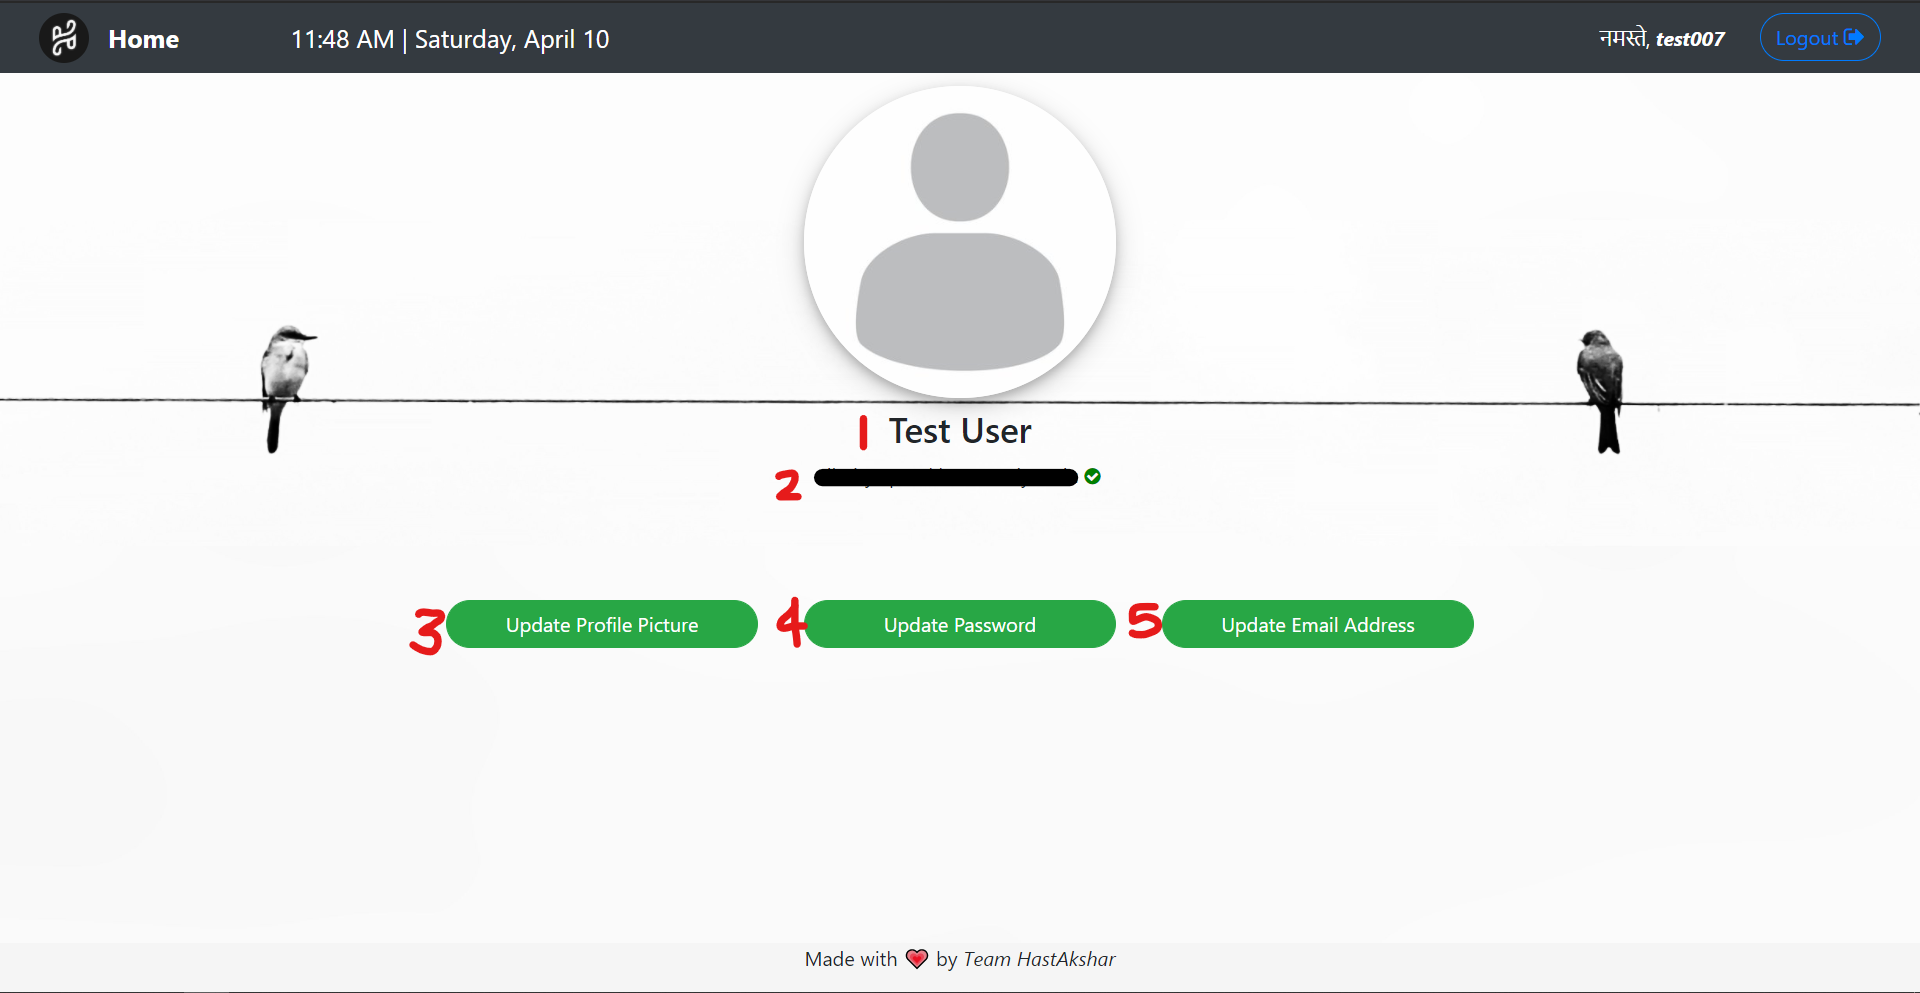 Home
11:48 AM | Saturday, April 10
नमस्ते, test007
Logout
1 Test User
2
3 Update Profile Picture
4 Update Password
5 Update Email Address
Made with ❤ by Team HastAkshar